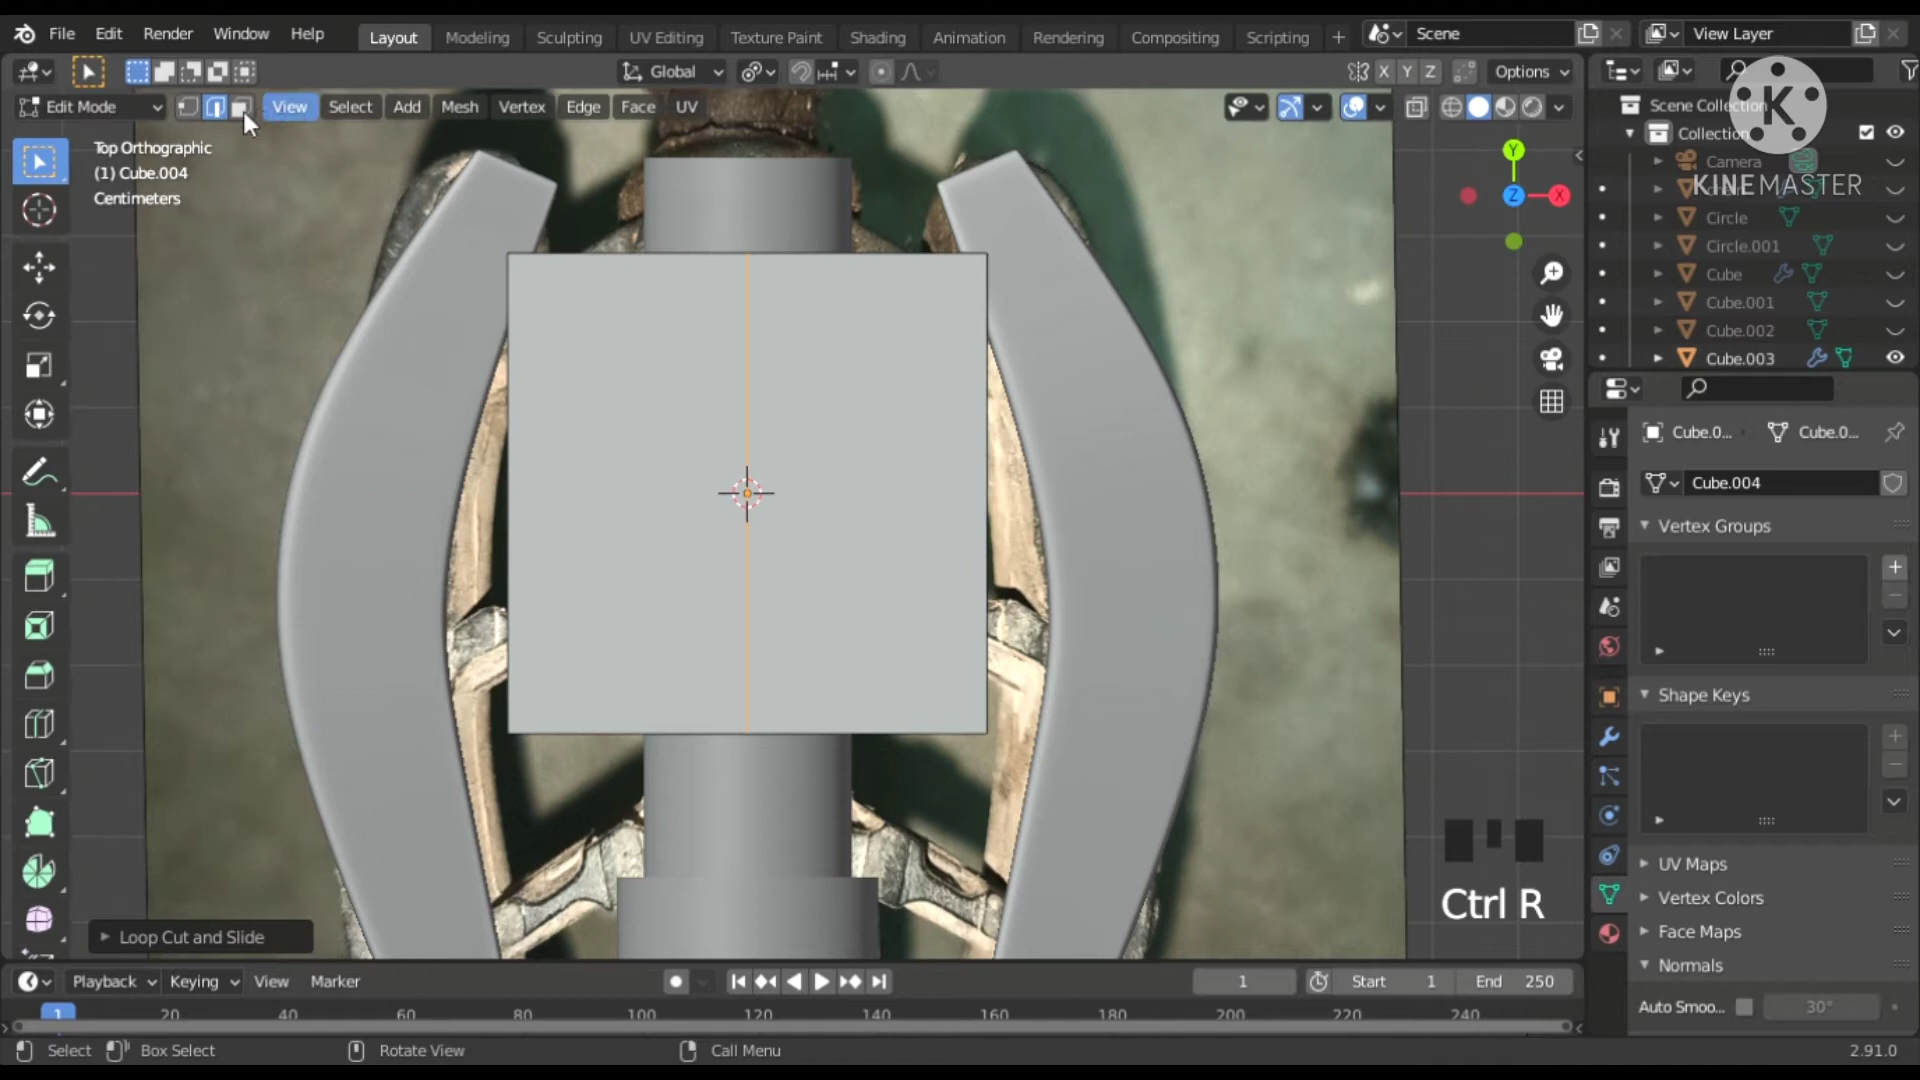 File Edit Render Window Help Layout Modeling Sculpting UV Editing Texture Paint Shading Animation Rendering Compositing Scripting + Scene View Layer
Global X Y Z Options
Edit Mode View Select Add Mesh Vertex Edge Face UV
Top Orthographic
(1) Cube.004
Centimeters
Y
Z X
Scene Collection
Collection
Camera
Circle
Circle.001
Cube
Cube.001
Cube.002
Cube.003
K
KINEMASTER
Cube.0... Cube.0...
Cube.004
Vertex Groups
Shape Keys
UV Maps
Vertex Colors
Face Maps
Normals
Auto Smoo... 30°
Ctrl R
Loop Cut and Slide
Playback Keying View Marker 1 Start 1 End 250
1 20 40 60 80 100 120 140 160 180 200 220 240
Select Box Select Rotate View Call Menu 2.91.0